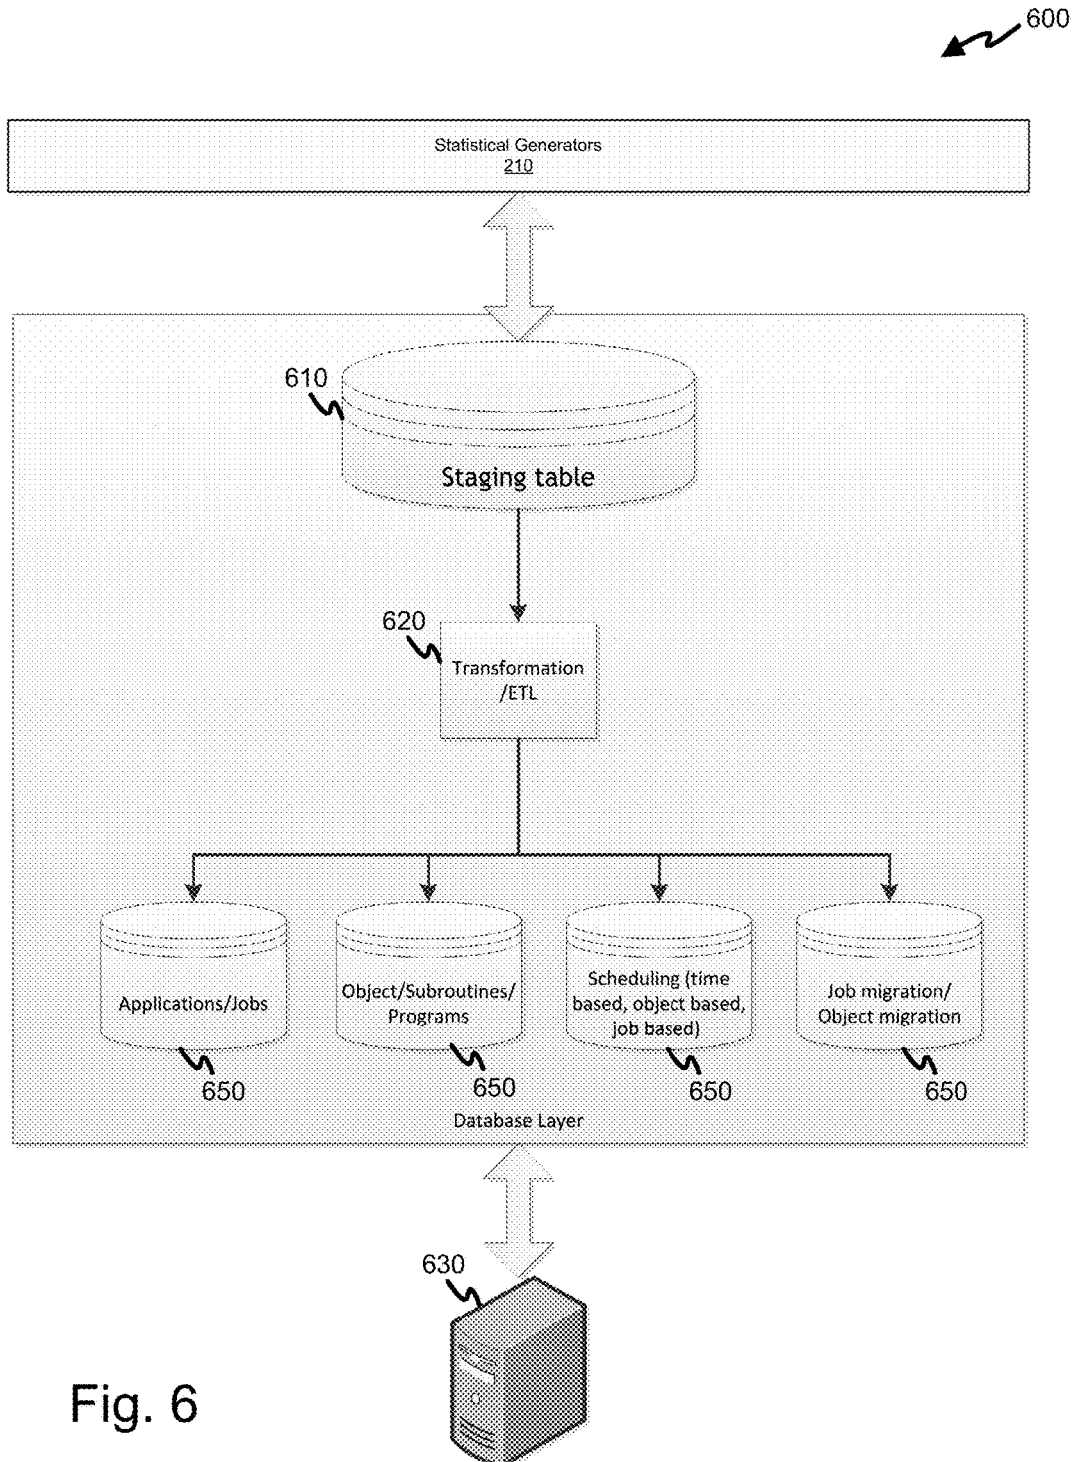 600
Statistical Generators
210
610
Staging table
620
Transformation
/ETL
Applications/Jobs
Object/Subroutines/
Programs
Scheduling (time
based, object based,
job based)
Job migration/
Object migration
650
650
650
650
Database Layer
630
Fig. 6